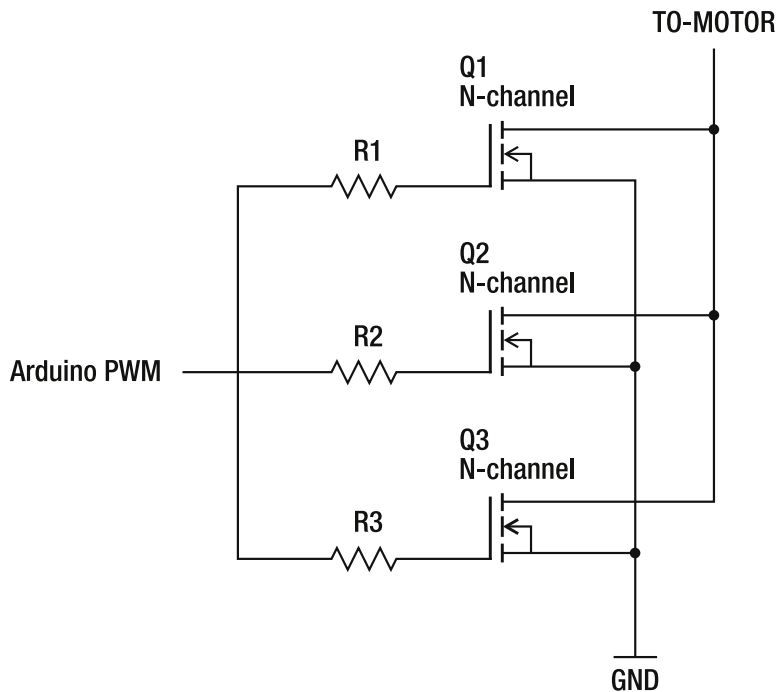 TO-MOTOR
Q1
N-channel
R1
Q2
N-channel
R2
Arduino PWM
Q3
N-channel
R3
GND